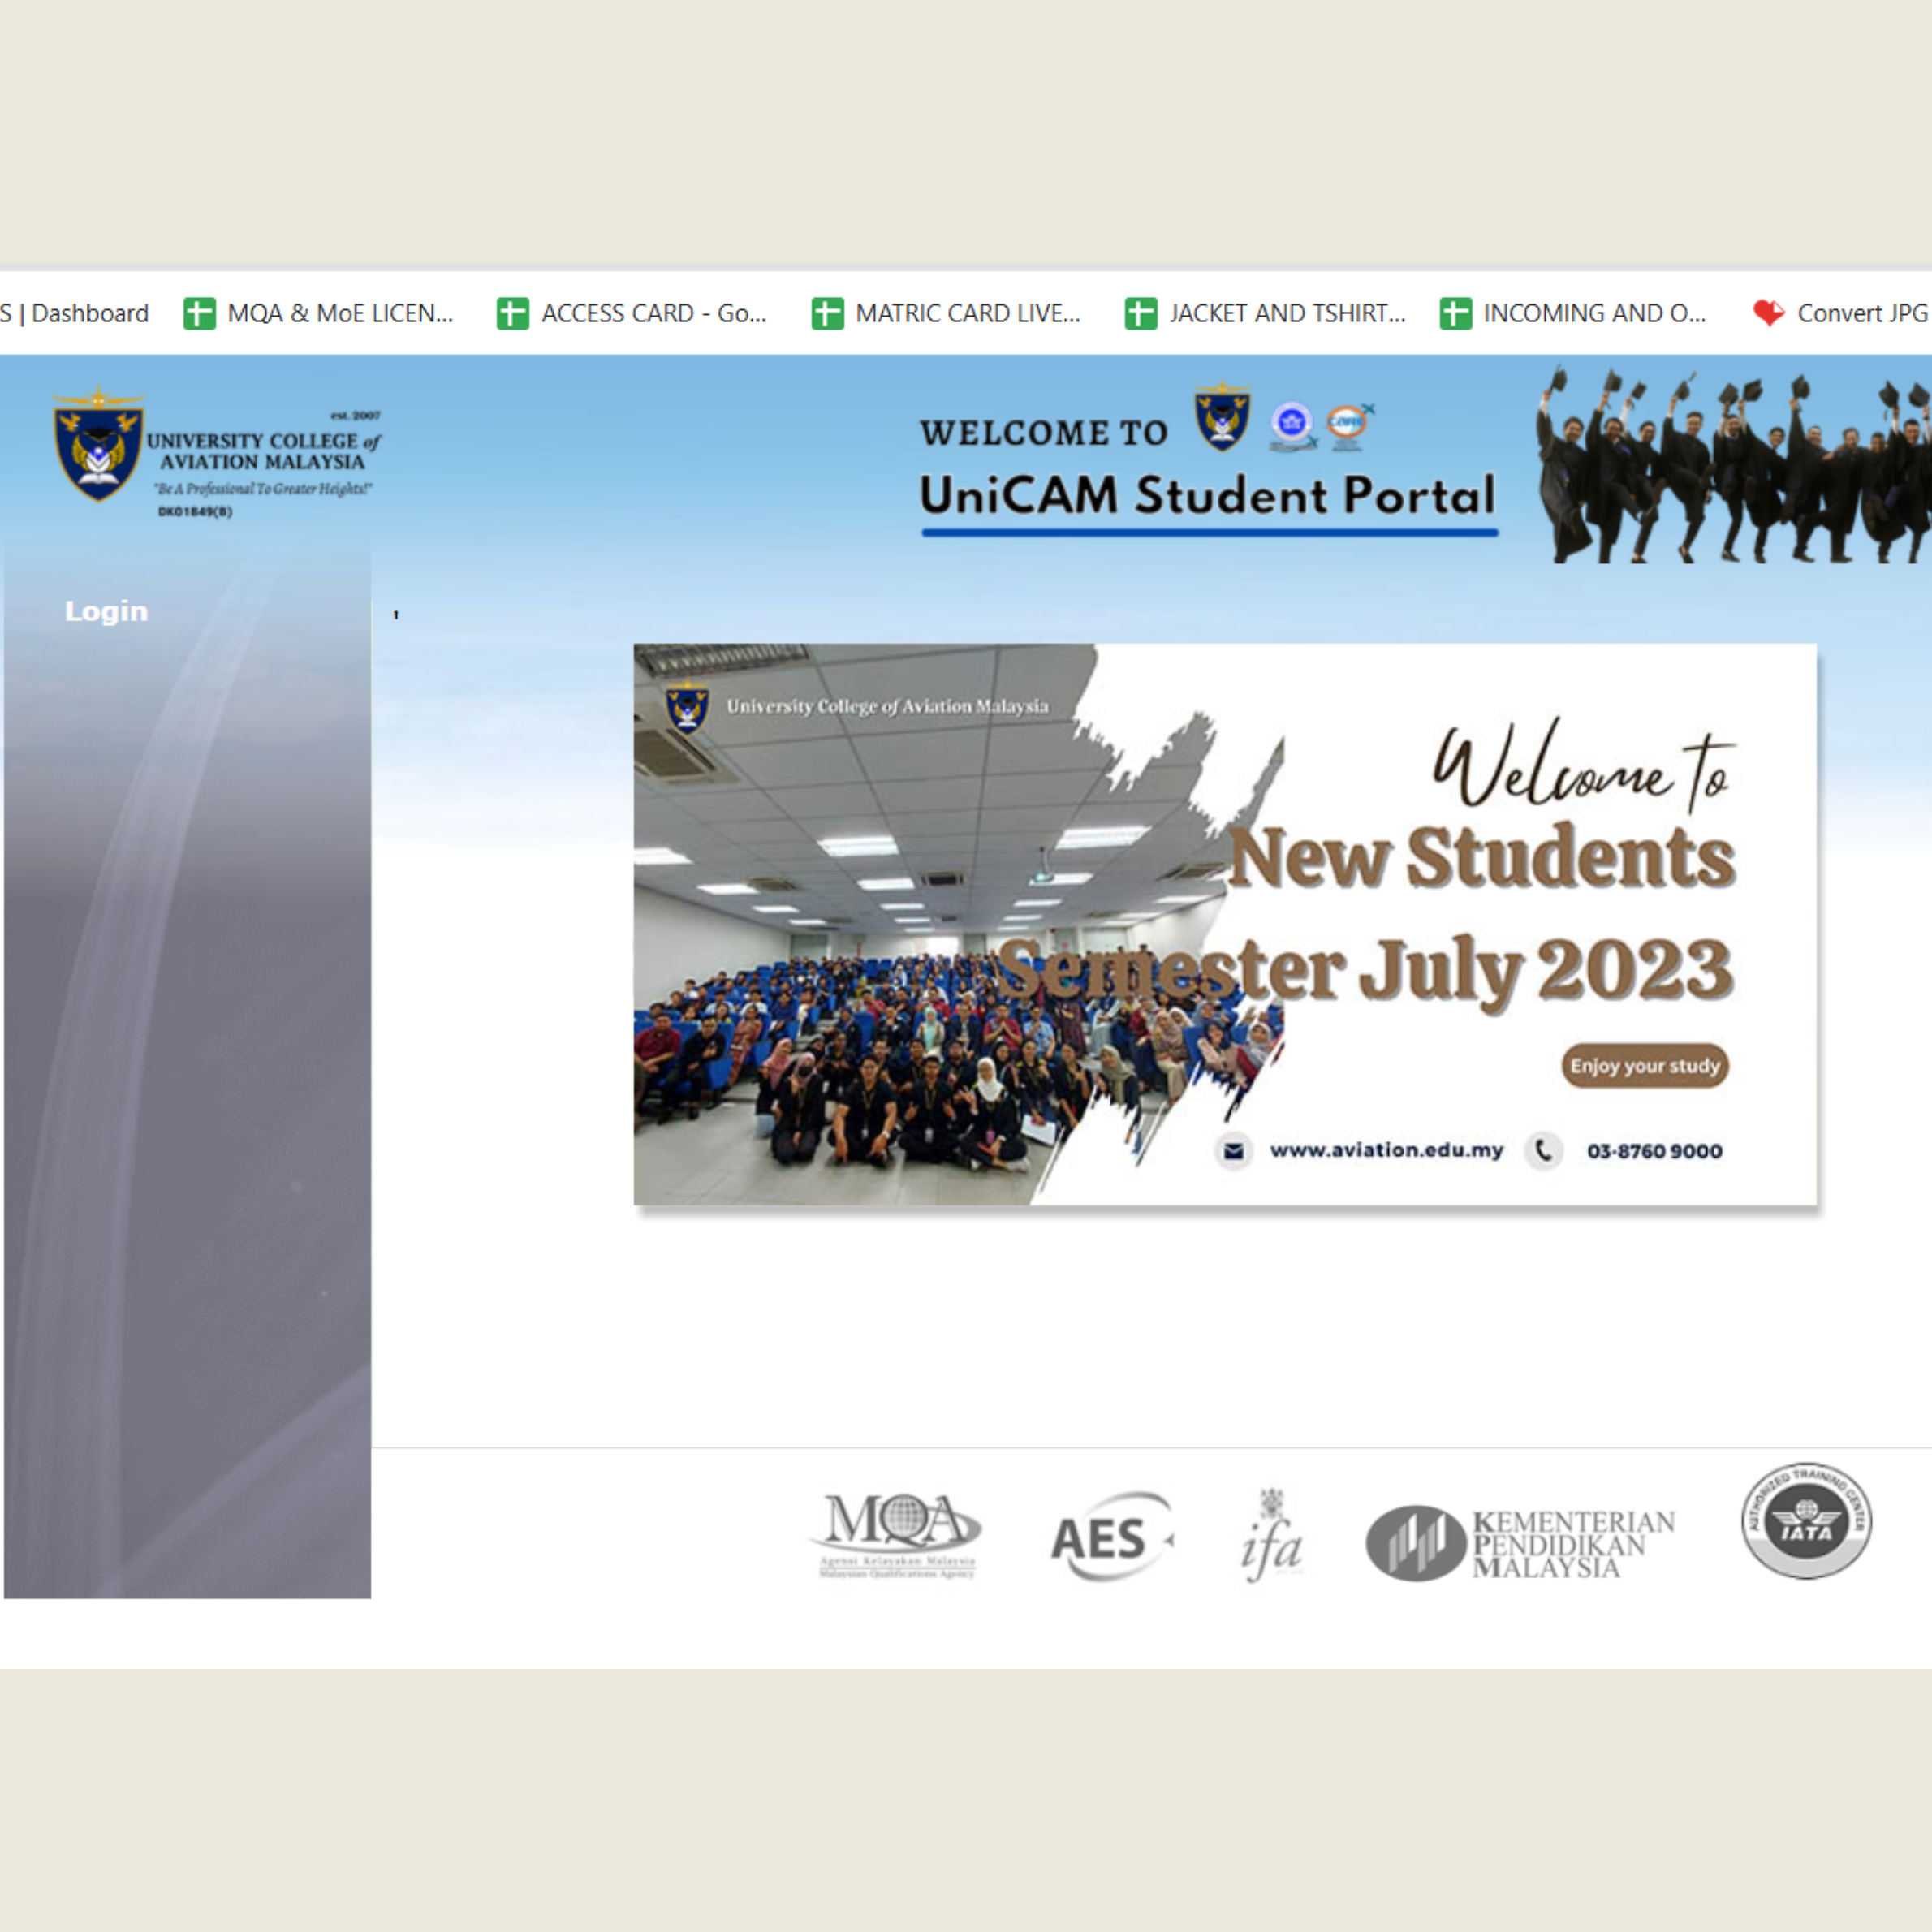 S | Dashboard
MQA & MoE LICEN...
ACCESS CARD - Go...
MATRIC CARD LIVE...
JACKET AND TSHIRT...
INCOMING AND O...
Convert JPG
est. 2007
UNIVERSITY COLLEGE of
AVIATION MALAYSIA
"Be A Professional To Greater Heights!"
DK01849(B)
WELCOME TO
UniCAM Student Portal
Login
'
University College of Aviation Malaysia
Welcome To
New Students
Semester July 2023
Enjoy your study
www.aviation.edu.my
03-8760 9000
MQA
Agensi Kelayakan Malaysia
Malaysian Qualifications Agency
AES
ifa
KEMENTERIAN
PENDIDIKAN
MALAYSIA
AUTHORIZED TRAINING CENTER
IATA